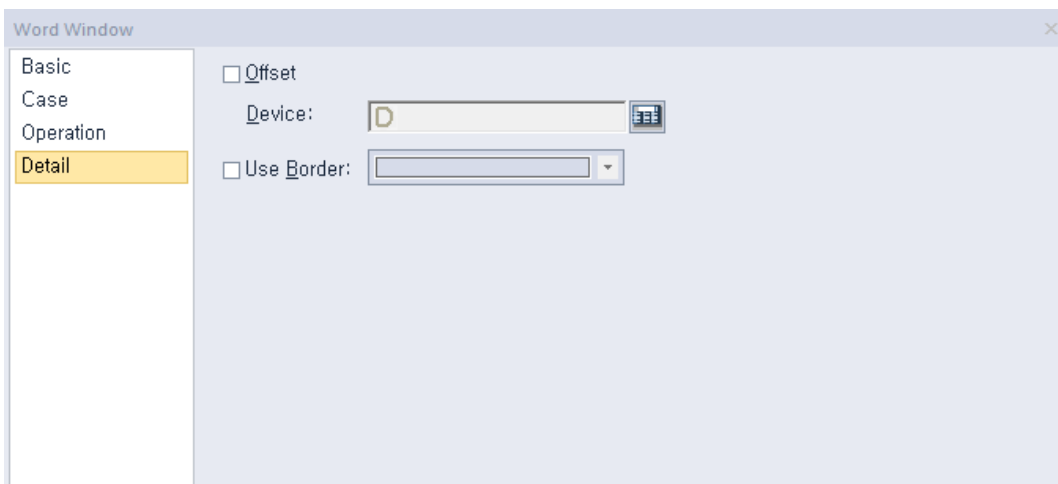 Word Window
Basic
Case
Operation
Detail
Offset
Device:
D
Use Border: